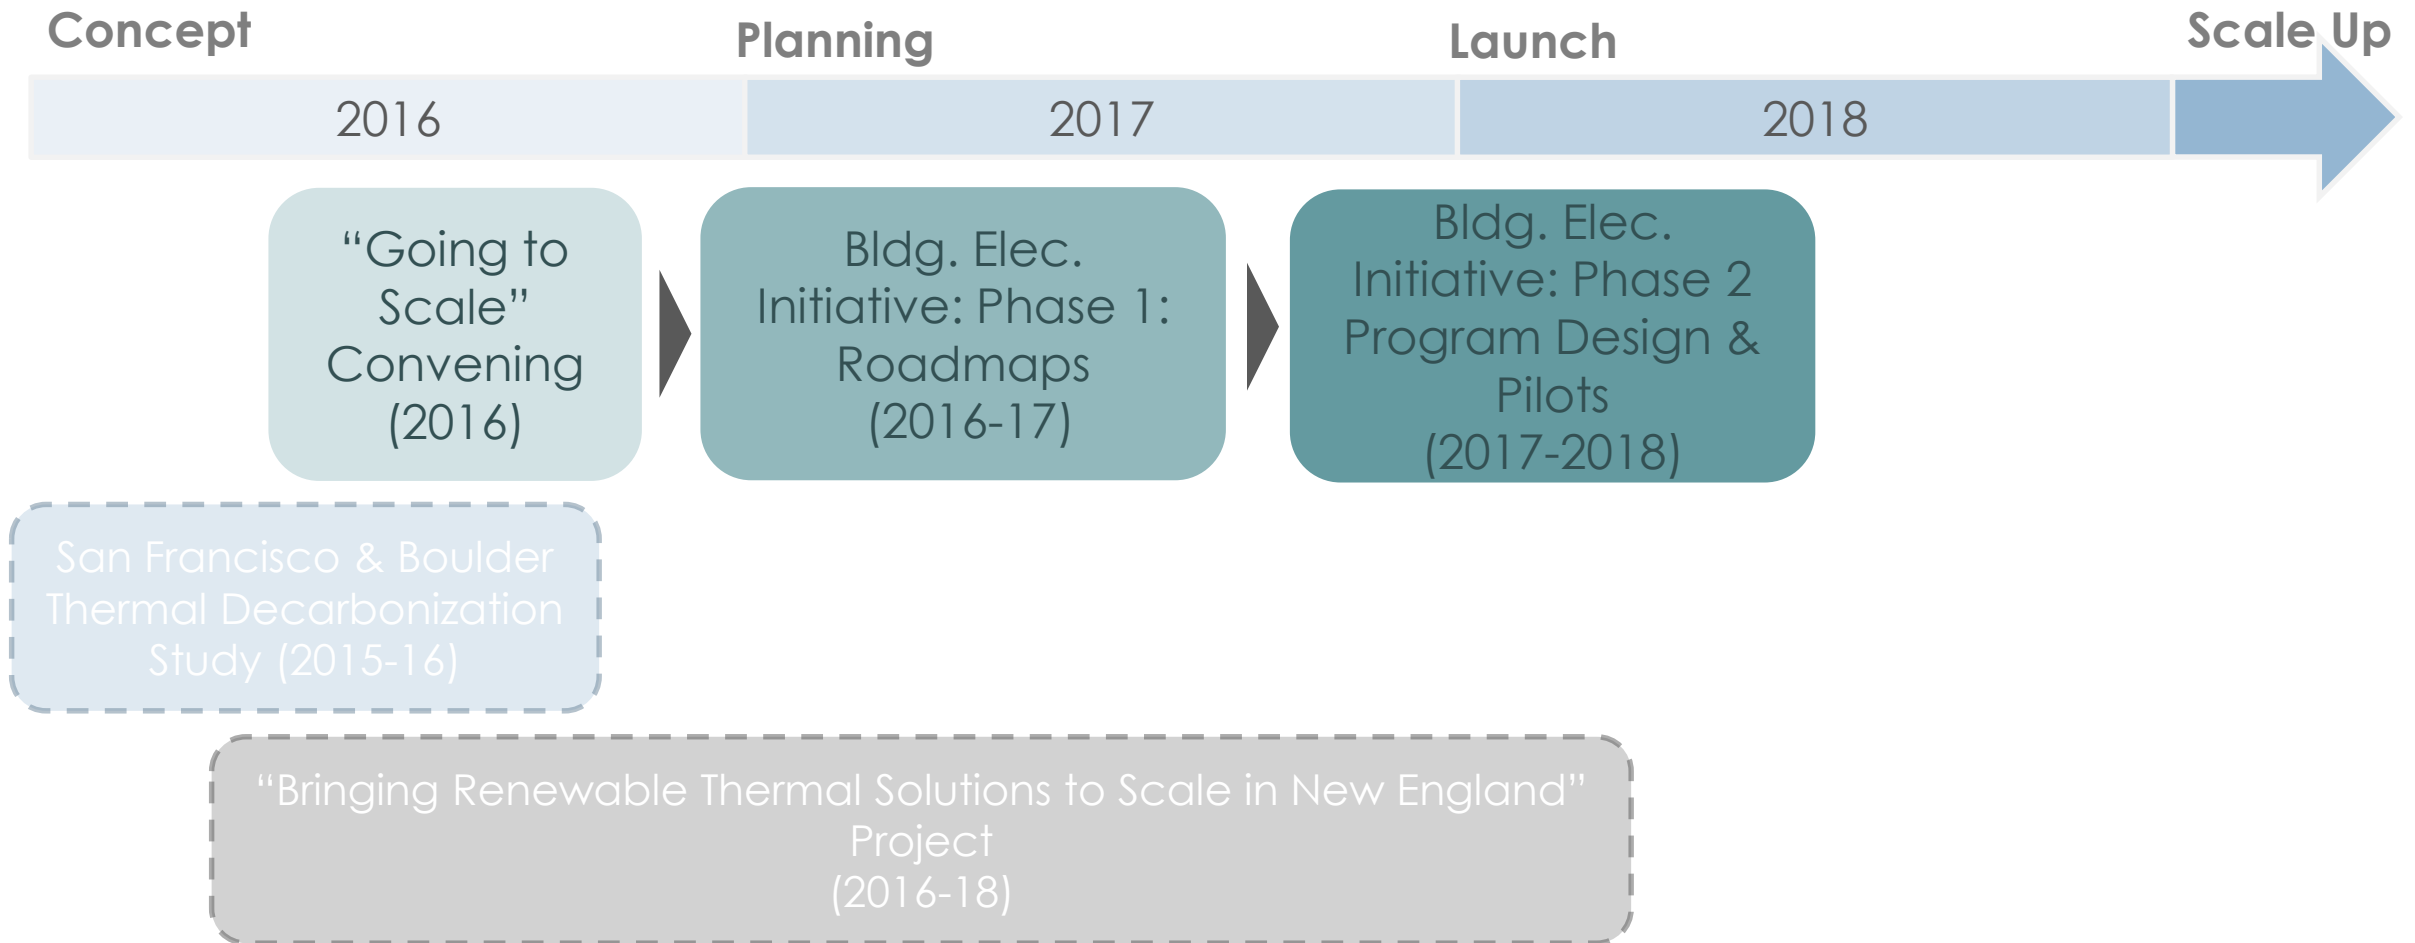 Concept
Planning
Launch
Scale Up
2016
2017
2018
“Going to
Scale”
Convening
(2016)
Bldg. Elec.
Initiative: Phase 1:
Roadmaps
(2016-17)
Bldg. Elec.
Initiative: Phase 2
Program Design &
Pilots
(2017-2018)
San Francisco & Boulder
Thermal Decarbonization
Study (2015-16)
“Bringing Renewable Thermal Solutions to Scale in New England”
Project
(2016-18)